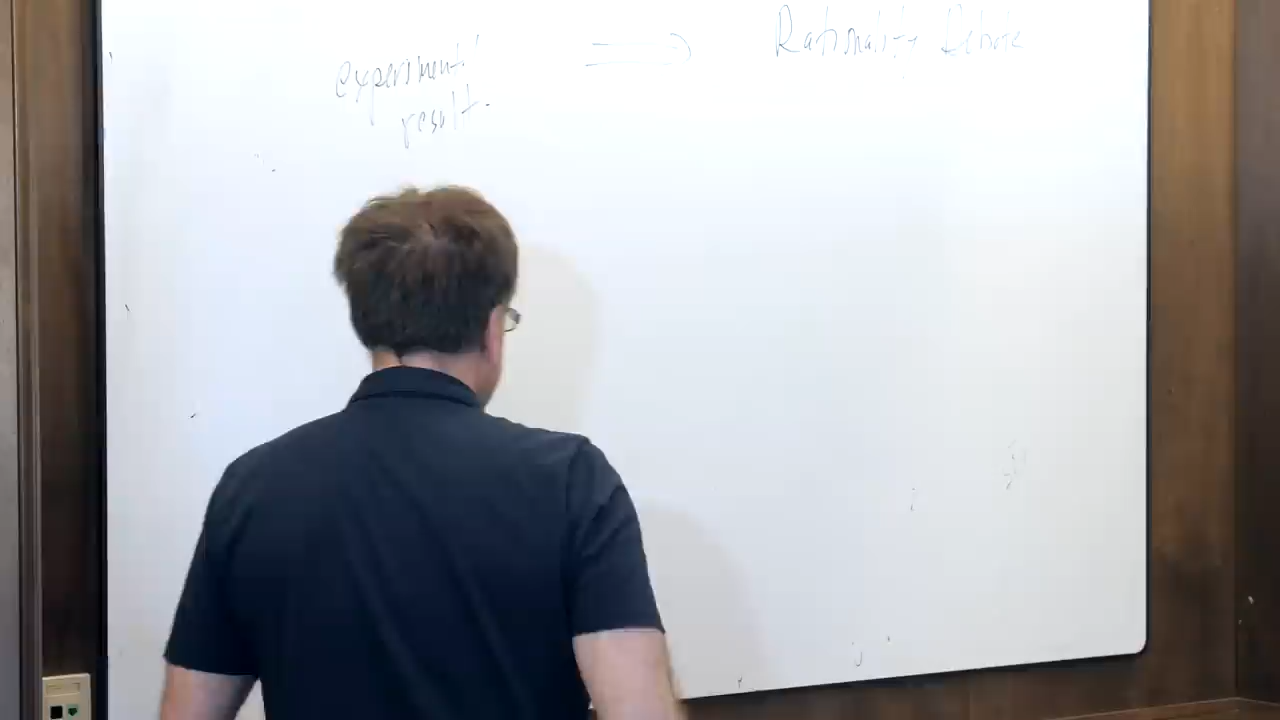 experiment!
result.
⇒ Rationality Debate